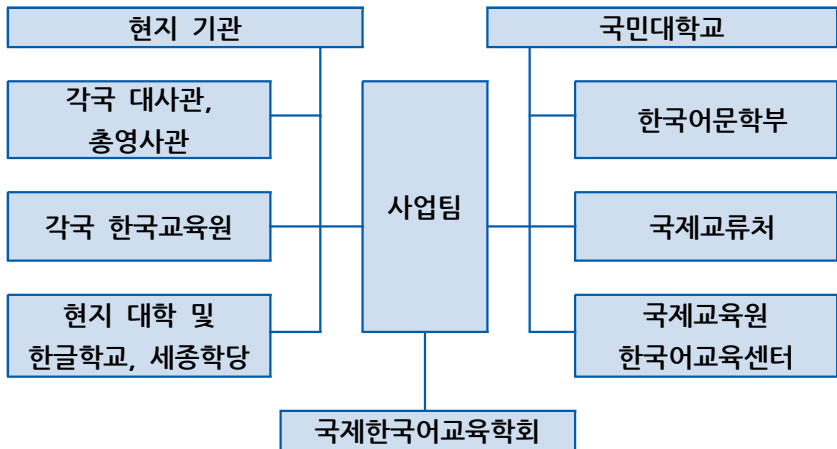 현지 기관
각국 대사관,
총영사관
각국 한국교육원
현지 대학 및
한글학교, 세종학당
사업팀
국민대학교
한국어문학부
국제교류처
국제교육원
한국어교육센터
국제한국어교육학회